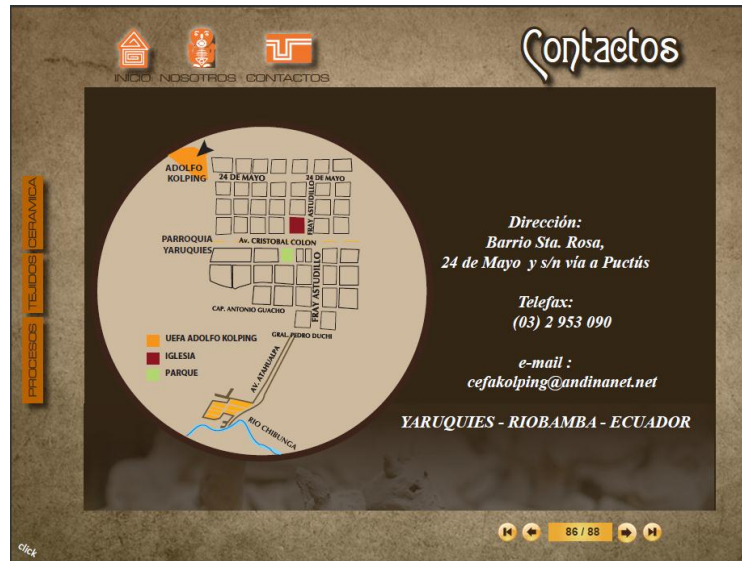 Contactos
INICIO NOSOTROS CONTACTOS
CERAMICA
TEJIDOS
PROCESOS
ADOLFO
KOLPING
24 DE MAYO
24 DE MAYO
FRAY ASTUDILLO
PARROQUIA
YARUQUIES
Av. CRISTOBAL COLON
FRAY ASTUDILLO
CAP. ANTONIO GUACHO
GRAL. PEDRO DUCHI
UEFA ADOLFO KOLPING
IGLESIA
PARQUE
AV. ATAHUALPA
RIO CHIBUNGA
Dirección:
Barrio Sta. Rosa,
24 de Mayo y s/n vía a Puctús
Telefax:
(03) 2 953 090
e-mail :
cefakolping@andinanet.net
YARUQUIES - RIOBAMBA - ECUADOR
86 / 88
click